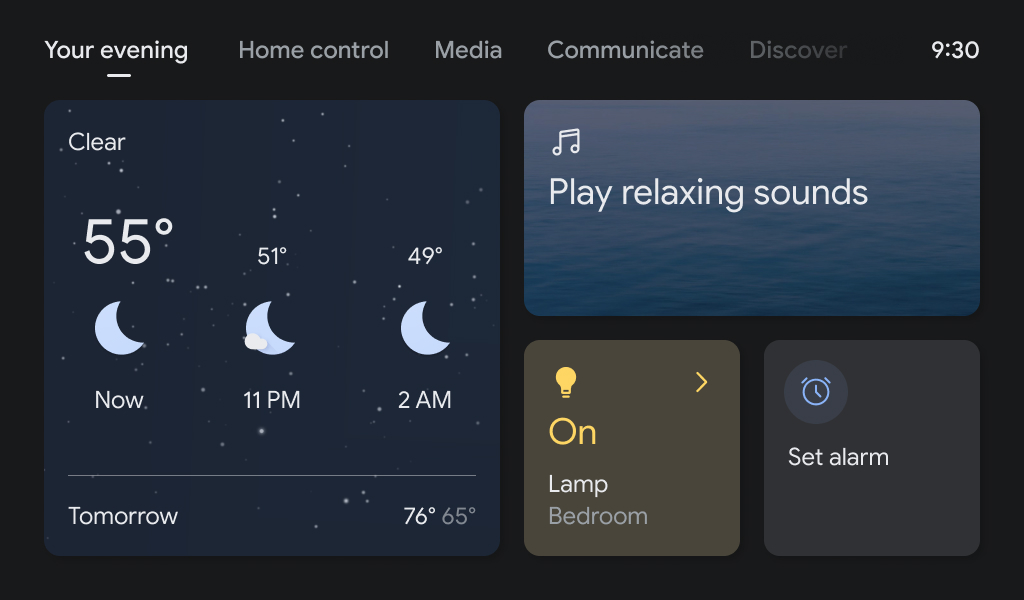 Your evening Home control Media Communicate Discover 9:30
Clear
55° 51° 49°
Now 11 PM 2 AM
Tomorrow 76° 65°
Play relaxing sounds
On
Lamp
Bedroom
Set alarm